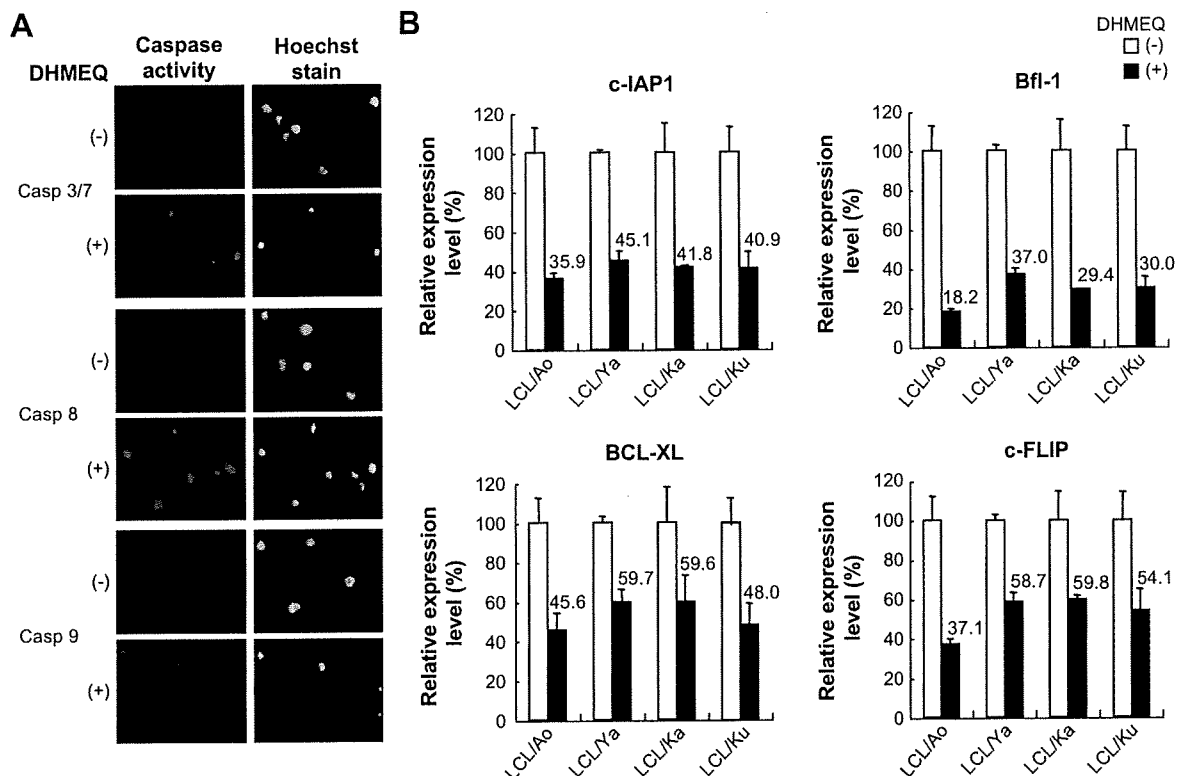 A
DHMEQ
Caspase
activity
Hoechst
stain
(-)
Casp 3/7
(+)
(-)
Casp 8
(+)
(-)
Casp 9
(+)
B
DHMEQ
(-)
(+)
c-IAP1
Relative expression
level (%)
120
100
80
60
40
20
0
35.9
45.1
41.8
40.9
LCL/Ao
LCL/Ya
LCL/Ka
LCL/Ku
Bfl-1
Relative expression
level (%)
120
100
80
60
40
20
0
18.2
37.0
29.4
30.0
LCL/Ao
LCL/Ya
LCL/Ka
LCL/Ku
BCL-XL
Relative expression
level (%)
120
100
80
60
40
20
0
45.6
59.7
59.6
48.0
LCL/Ao
LCL/Ya
LCL/Ka
LCL/Ku
c-FLIP
Relative expression
level (%)
120
100
80
60
40
20
0
37.1
58.7
59.8
54.1
LCL/Ao
LCL/Ya
LCL/Ka
LCL/Ku